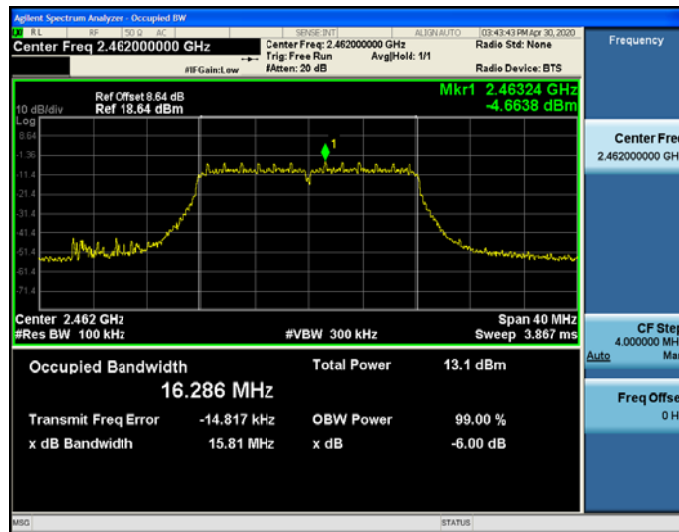 Agilent Spectrum Analyzer - Occupied BW
RL RF 50 Ω AC SENSE:INT ALIGN AUTO 03:43:43 PM Apr 30, 2020
Center Freq 2.462000000 GHz
Center Freq: 2.462000000 GHz
Radio Std: None
Trig: Free Run Avg|Hold: 1/1
#IFGain:Low #Atten: 20 dB Radio Device: BTS
Frequency
Mkr1 2.46324 GHz
-4.6638 dBm
Ref Offset 8.64 dB
10 dB/div Ref 18.64 dBm
Log
8.64
-1.36
-11.4
-21.4
-31.4
-41.4
-51.4
-61.4
-71.4
1
Center 2.462 GHz Span 40 MHz
#Res BW 100 kHz #VBW 300 kHz Sweep 3.867 ms
Occupied Bandwidth Total Power 13.1 dBm
16.286 MHz
Transmit Freq Error -14.817 kHz OBW Power 99.00 %
x dB Bandwidth 15.81 MHz x dB -6.00 dB
Center Fre
2.462000000 GH
CF Step
4.000000 MH
Auto Ma
Freq Offse
0 H
MSG STATUS